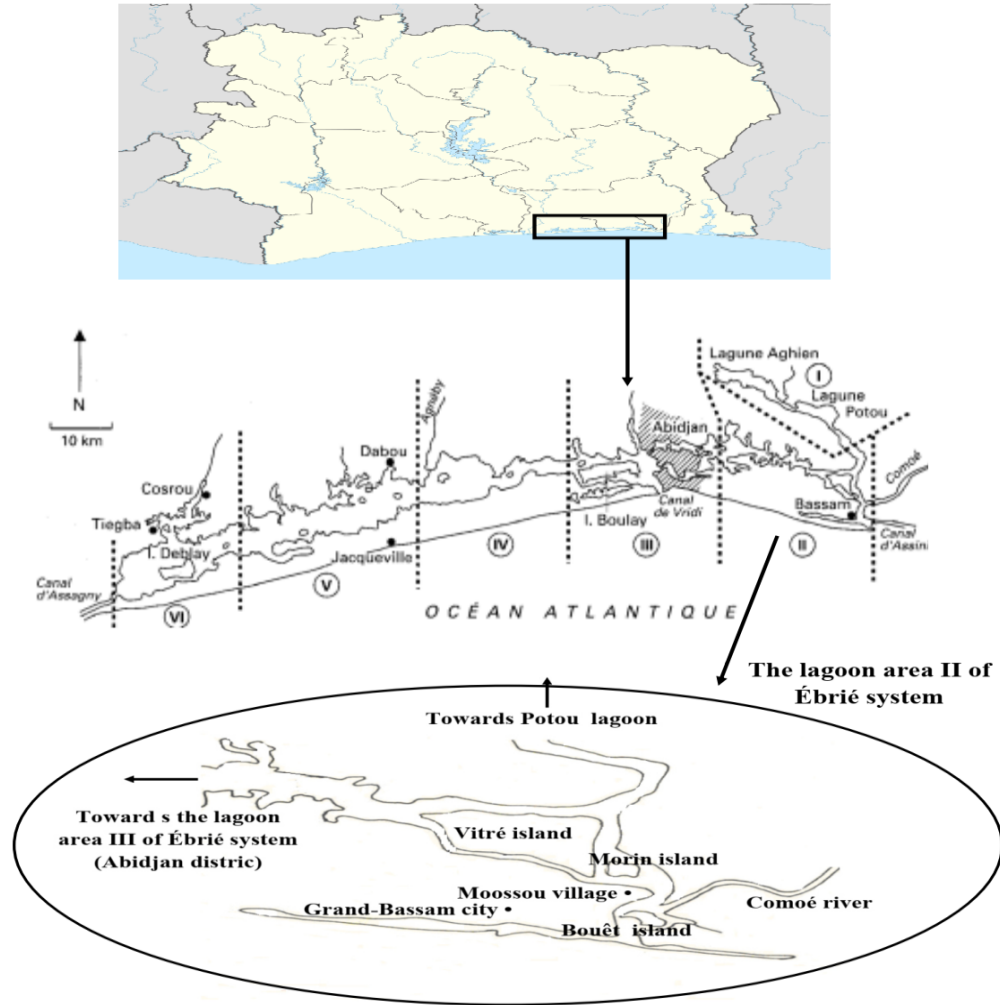 Lagune Aghien
I
Lagune
Potou
N
10 km
Agnéby
Abidjan
Dabou
Comoé
Cosrou
Bassam
Tiegba
Canal
de Vridi
I. Boulay
Canal
d'Assini
I. Deblay
Jacqueville
IV
III
II
Canal
d'Assagny
V
VI
OCÉAN ATLANTIQUE
The lagoon area II of
Ébrié system
Towards Potou lagoon
Toward s the lagoon
area III of Ébrié system
(Abidjan distric)
Vitré island
Morin island
Moossou village
Comoé river
Grand-Bassam city
Bouêt island